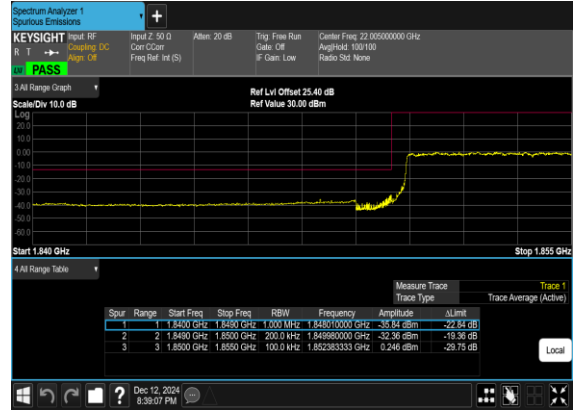 Spectrum Analyzer 1
Spurious Emissions
+
KEYSIGHT Input: RF Input Z: 50 Ω Atten: 20 dB Trig: Free Run Center Freq: 22.005000000 GHz
R T Coupling: DC Corr CCorr Gate: Off Avg|Hold: 100/100
Align: Off Freq Ref: Int (S) IF Gain: Low Radio Std: None
LM PASS
3 All Range Graph
Ref Lvl Offset 25.40 dB
Scale/Div 10.0 dB Ref Value 30.00 dBm
Log
20.0
10.0
0.00
-10.0
-20.0
-30.0
-40.0
-50.0
-60.0
Start 1.840 GHz Stop 1.855 GHz
4 All Range Table
Measure Trace Trace 1
Trace Type Trace Average (Active)
Spur Range Start Freq Stop Freq RBW Frequency Amplitude ΔLimit
1 1 1.8400 GHz 1.8490 GHz 1.000 MHz 1.848010000 GHz -35.84 dBm -22.84 dB
2 2 1.8490 GHz 1.8500 GHz 200.0 kHz 1.849980000 GHz -32.36 dBm -19.36 dB
3 3 1.8500 GHz 1.8550 GHz 100.0 kHz 1.852383333 GHz 0.246 dBm -29.75 dB
Local
? Dec 12, 2024
8:39:07 PM